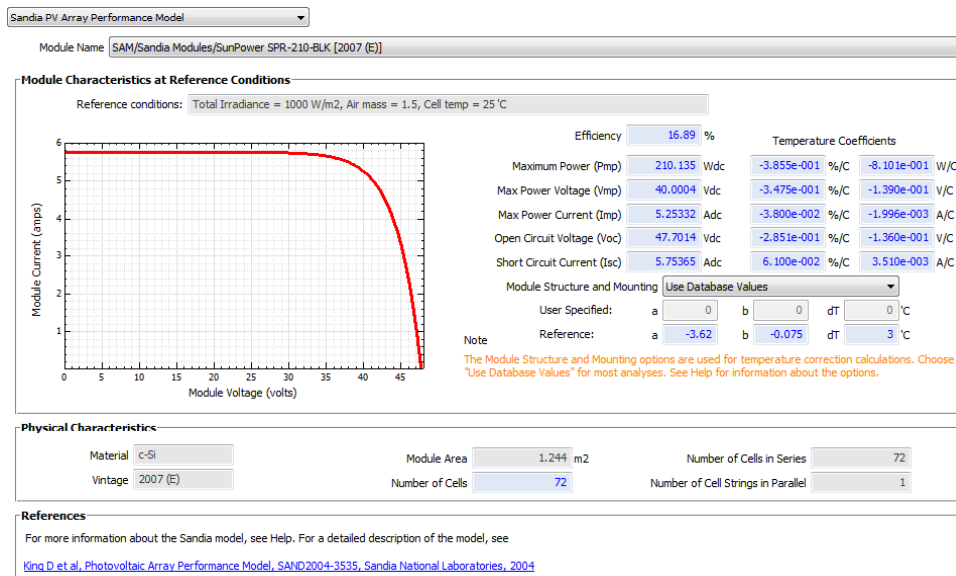 Sandia PV Array Performance Model
Module Name SAM/Sandia Modules/SunPower SPR-210-BLK [2007 (E)]
Module Characteristics at Reference Conditions
Reference conditions: Total Irradiance = 1000 W/m2, Air mass = 1.5, Cell temp = 25 'C
Efficiency 16.89 %
Temperature Coefficients
Maximum Power (Pmp) 210.135 Wdc -3.855e-001 %/C -8.101e-001 W/C
Max Power Voltage (Vmp) 40.0004 Vdc -3.475e-001 %/C -1.390e-001 V/C
Max Power Current (Imp) 5.25332 Adc -3.800e-002 %/C -1.996e-003 A/C
Open Circuit Voltage (Voc) 47.7014 Vdc -2.851e-001 %/C -1.360e-001 V/C
Short Circuit Current (Isc) 5.75365 Adc 6.100e-002 %/C 3.510e-003 A/C
Module Structure and Mounting Use Database Values
User Specified: a 0 b 0 dT 0 'C
Reference: a -3.62 b -0.075 dT 3 'C
Note
The Module Structure and Mounting options are used for temperature correction calculations. Choose
"Use Database Values" for most analyses. See Help for information about the options.
Module Current (amps)
6
5
4
3
2
1
0 5 10 15 20 25 30 35 40 45
Module Voltage (volts)
Physical Characteristics
Material c-Si
Module Area 1.244 m2
Number of Cells in Series 72
Vintage 2007 (E)
Number of Cells 72
Number of Cell Strings in Parallel 1
References
For more information about the Sandia model, see Help. For a detailed description of the model, see
King D et al, Photovoltaic Array Performance Model, SAND2004-3535, Sandia National Laboratories, 2004